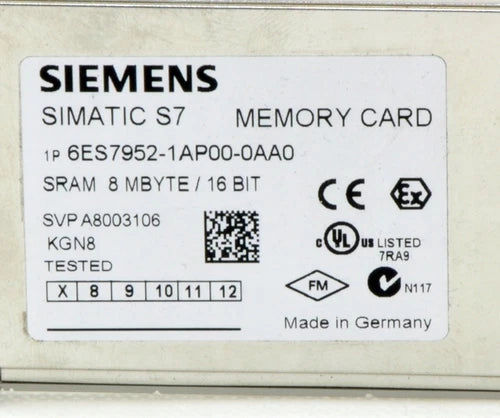 SIEMENS
SIMATIC S7 MEMORY CARD
1P 6ES7952-1AP00-0AA0
SRAM 8 MBYTE / 16 BIT
SVP A8003106
KGN8
TESTED
X 8 9 10 11 12
CE Ex
C UL US LISTED
7RA9
FM N117
Made in Germany